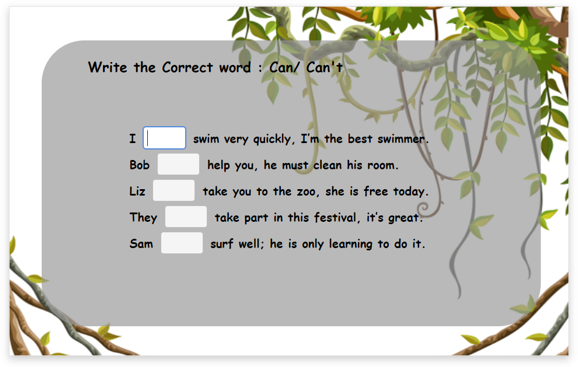 Write the Correct word : Can/ Can't
I swim very quickly, I'm the best swimmer.
Bob help you, he must clean his room.
Liz take you to the zoo, she is free today.
They take part in this festival, it's great.
Sam surf well; he is only learning to do it.